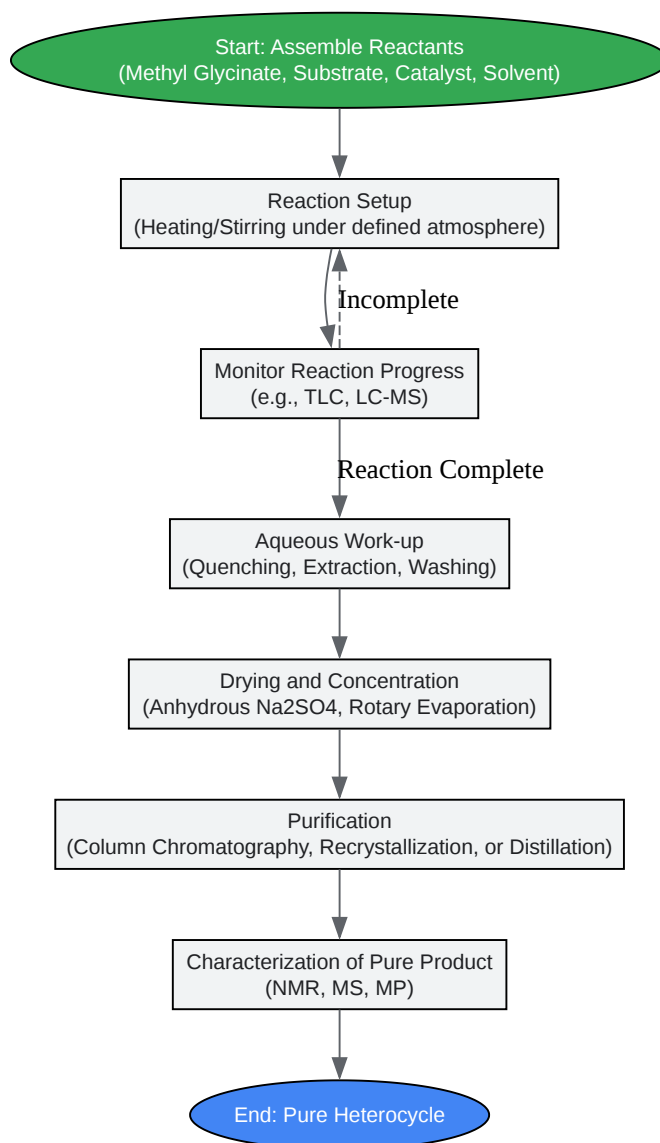 Start: Assemble Reactants
(Methyl Glycinate, Substrate, Catalyst, Solvent)
Reaction Setup
(Heating/Stirring under defined atmosphere)
Incomplete
Monitor Reaction Progress
(e.g., TLC, LC-MS)
Reaction Complete
Aqueous Work-up
(Quenching, Extraction, Washing)
Drying and Concentration
(Anhydrous Na2SO4, Rotary Evaporation)
Purification
(Column Chromatography, Recrystallization, or Distillation)
Characterization of Pure Product
(NMR, MS, MP)
End: Pure Heterocycle